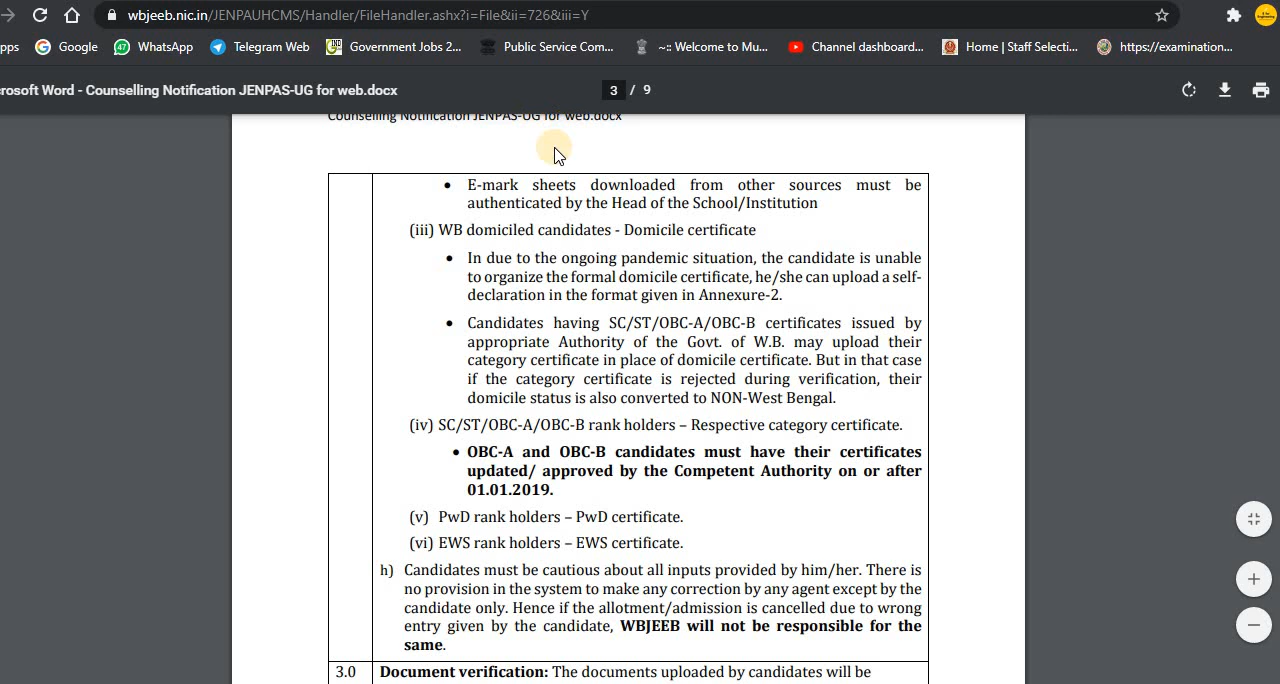 wbjeeb.nic.in/JENPAUHCMS/Handler/FileHandler.ashx?i=File&ii=726&iii=Y
pps Google WhatsApp Telegram Web Government Jobs 2... Public Service Com... ~:: Welcome to Mu... Channel dashboard... Home | Staff Selecti... https://examination...
crosoft Word - Counselling Notification JENPAS-UG for web.docx 3 / 9
Counselling Notification JENPAS-UG for web.docx
• E-mark sheets downloaded from other sources must be
authenticated by the Head of the School/Institution
(iii) WB domiciled candidates - Domicile certificate
• In due to the ongoing pandemic situation, the candidate is unable
to organize the formal domicile certificate, he/she can upload a self-
declaration in the format given in Annexure-2.
• Candidates having SC/ST/OBC-A/OBC-B certificates issued by
appropriate Authority of the Govt. of W.B. may upload their
category certificate in place of domicile certificate. But in that case
if the category certificate is rejected during verification, their
domicile status is also converted to NON-West Bengal.
(iv) SC/ST/OBC-A/OBC-B rank holders – Respective category certificate.
• OBC-A and OBC-B candidates must have their certificates
updated/ approved by the Competent Authority on or after
01.01.2019.
(v) PwD rank holders – PwD certificate.
(vi) EWS rank holders – EWS certificate.
h) Candidates must be cautious about all inputs provided by him/her. There is
no provision in the system to make any correction by any agent except by the
candidate only. Hence if the allotment/admission is cancelled due to wrong
entry given by the candidate, WBJEEB will not be responsible for the
same.
3.0 Document verification: The documents uploaded by candidates will be